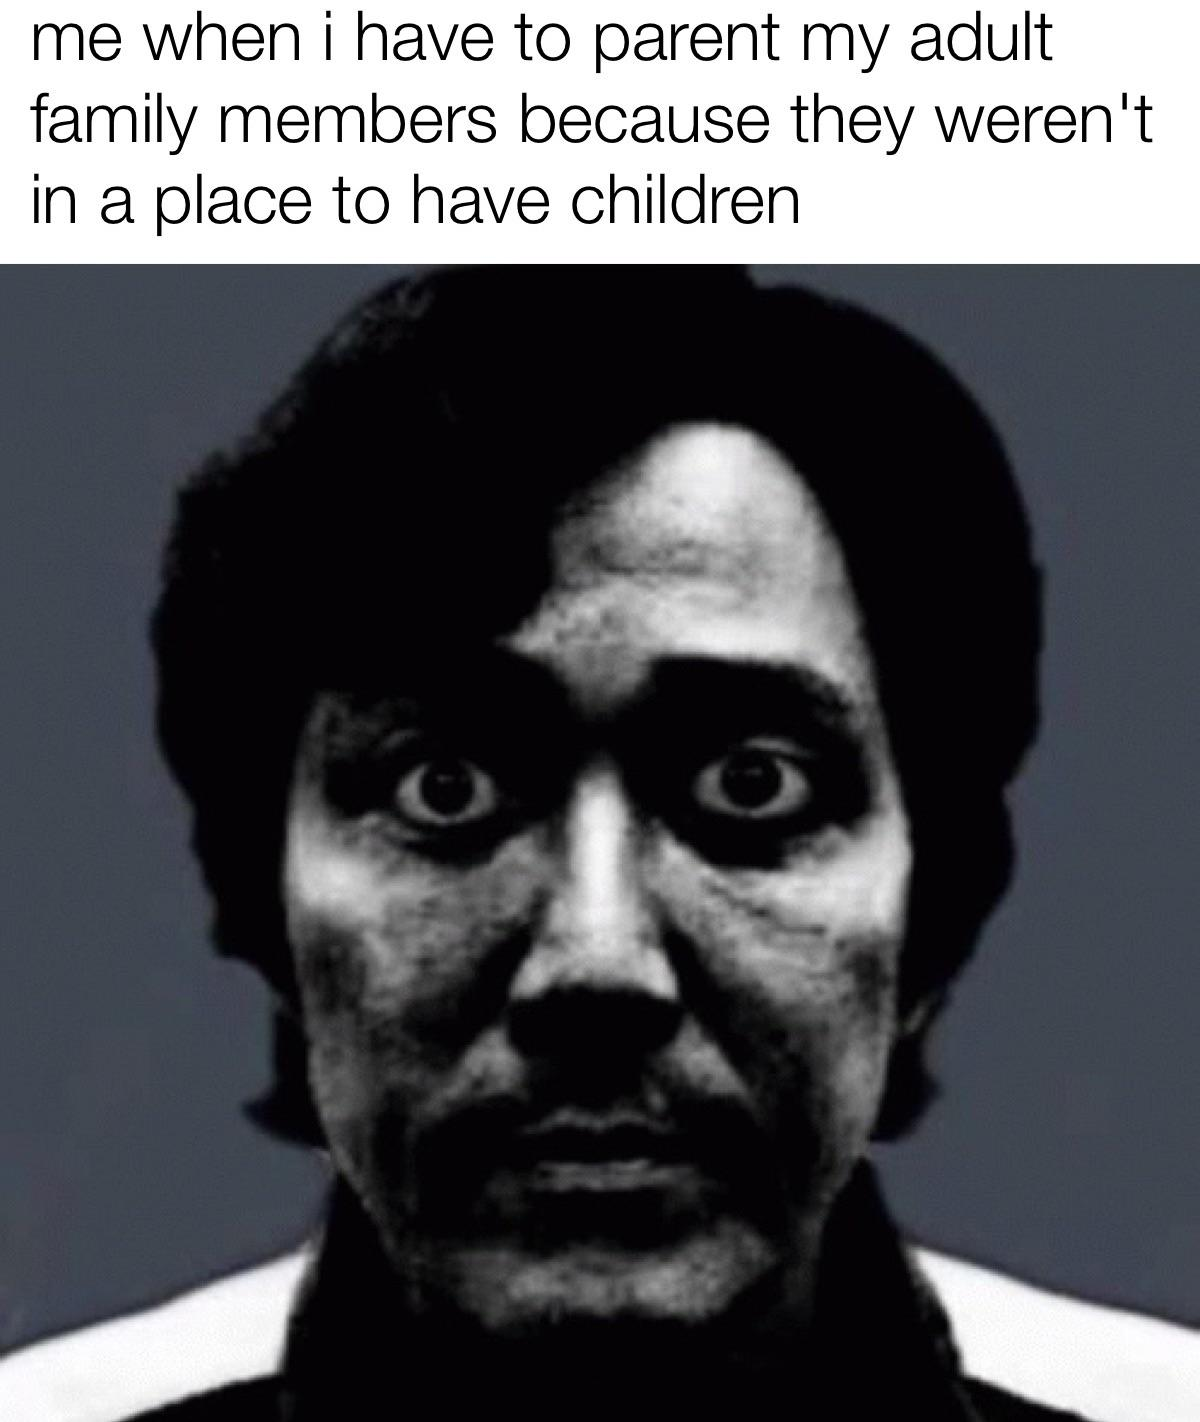 me when i have to parent my adult
family members because they weren't
in a place to have children